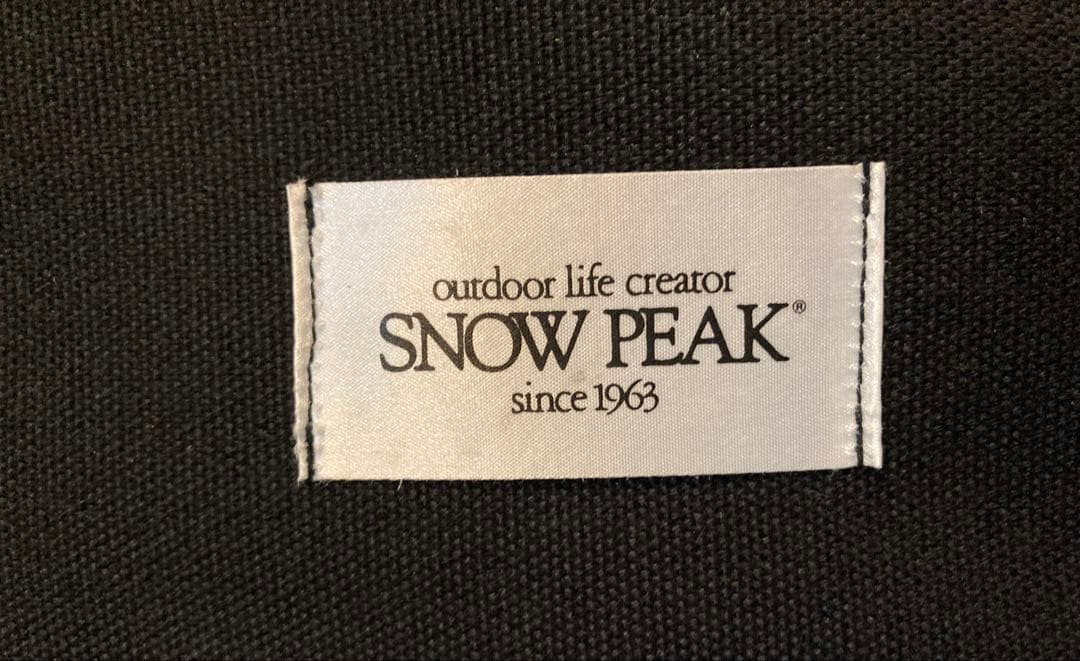 outdoor life creator
SNOW PEAK®
since 1963